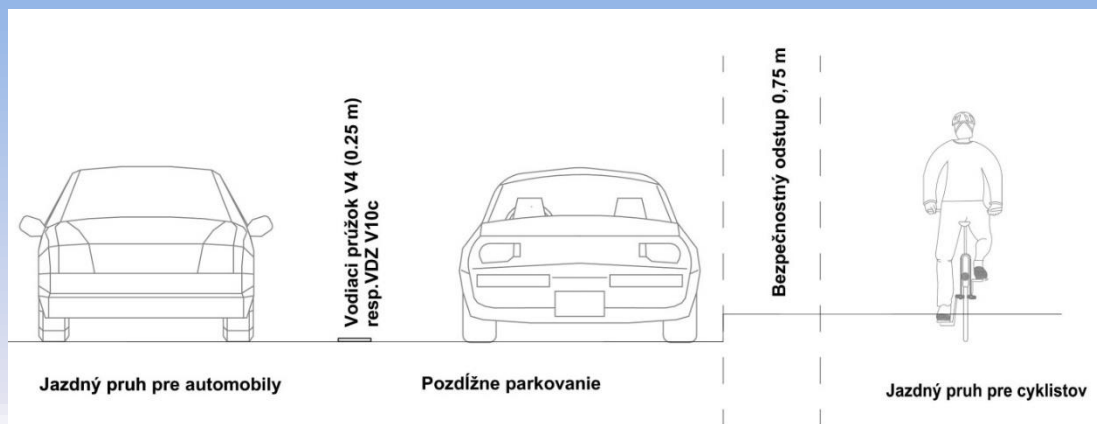 Vodiaci prúžok V4 (0.25 m)
resp.VDZ V10c
Bezpečnostný odstup 0,75 m
Jazdný pruh pre automobily
Pozdĺžne parkovanie
Jazdný pruh pre cyklistov